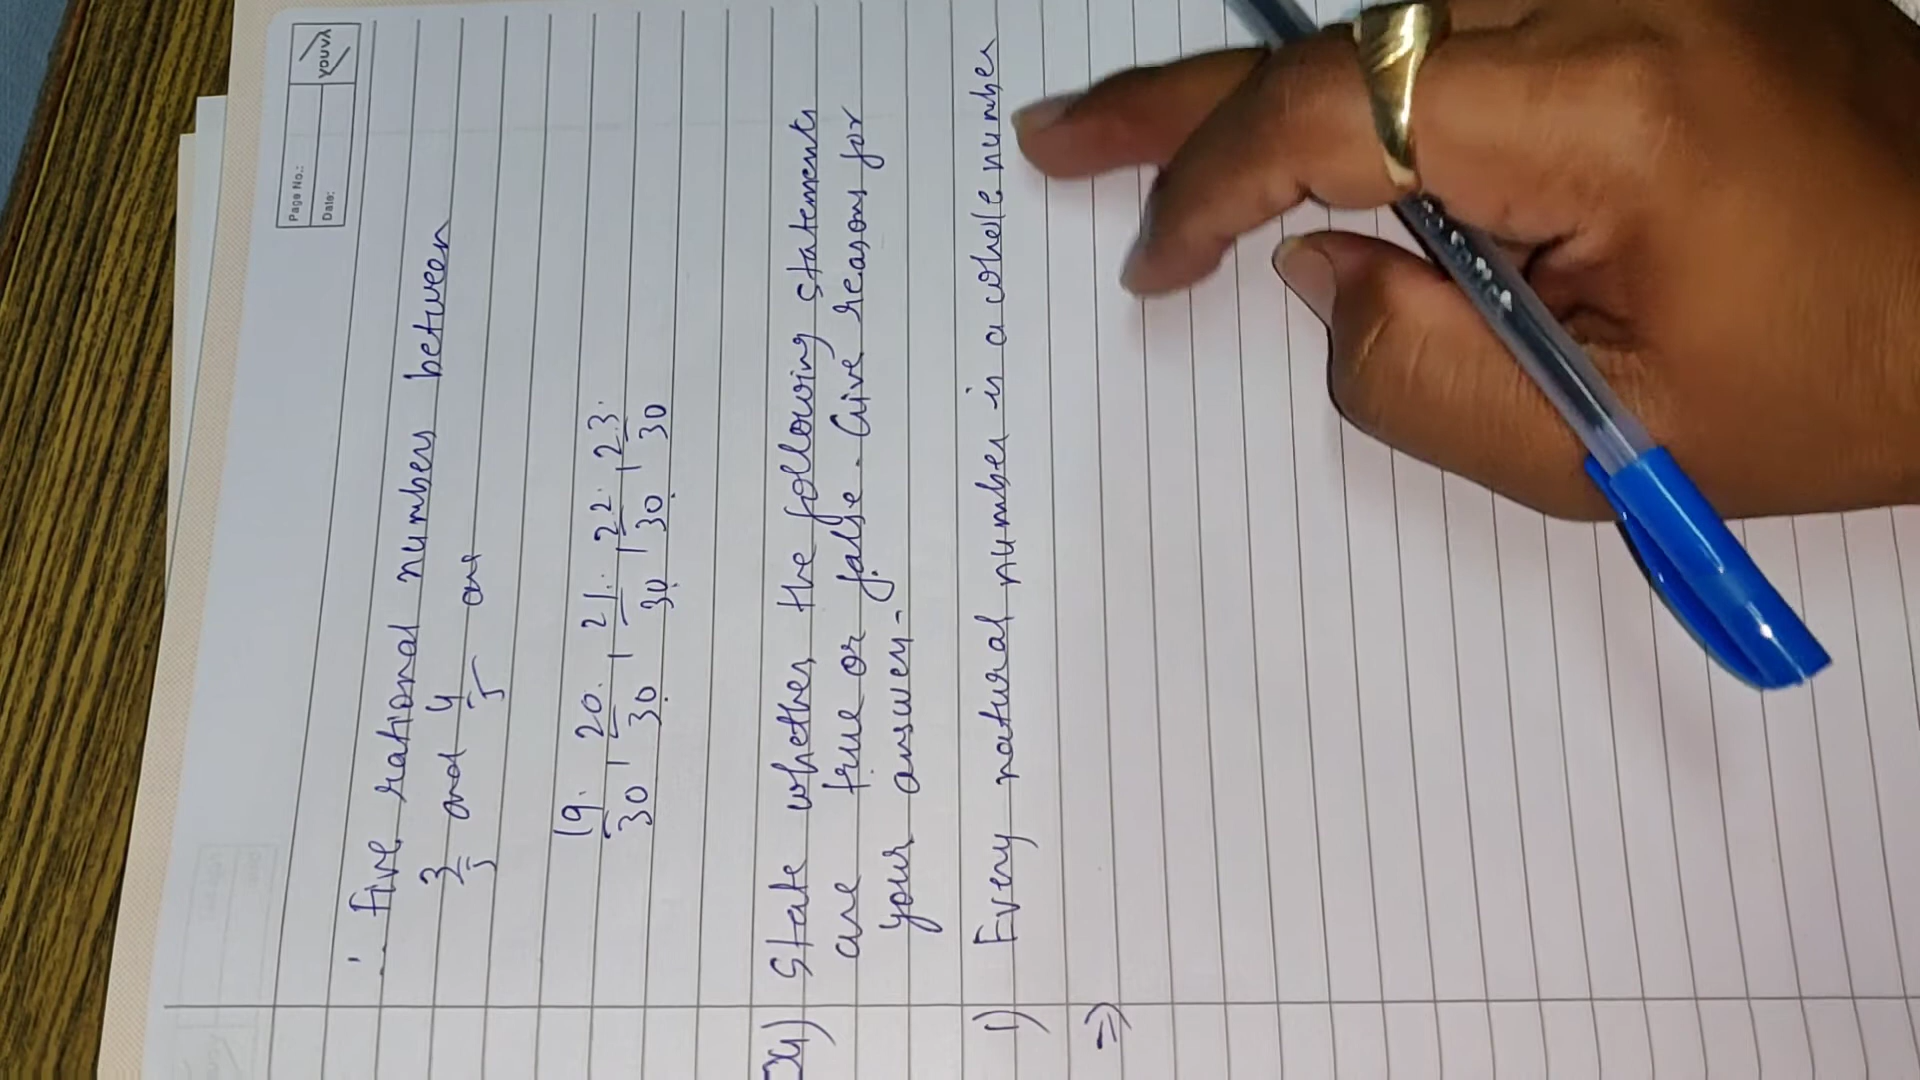 youva
Page No.:
Date:
∴ Five rational numbers between
3/5 and 4/5 are
19/30, 20/30, 21/30, 22/30, 23/30
Q4) State whether the following statements
are true or false. Give reasons for
your answer.
1) Every natural number is a whole number
⇒